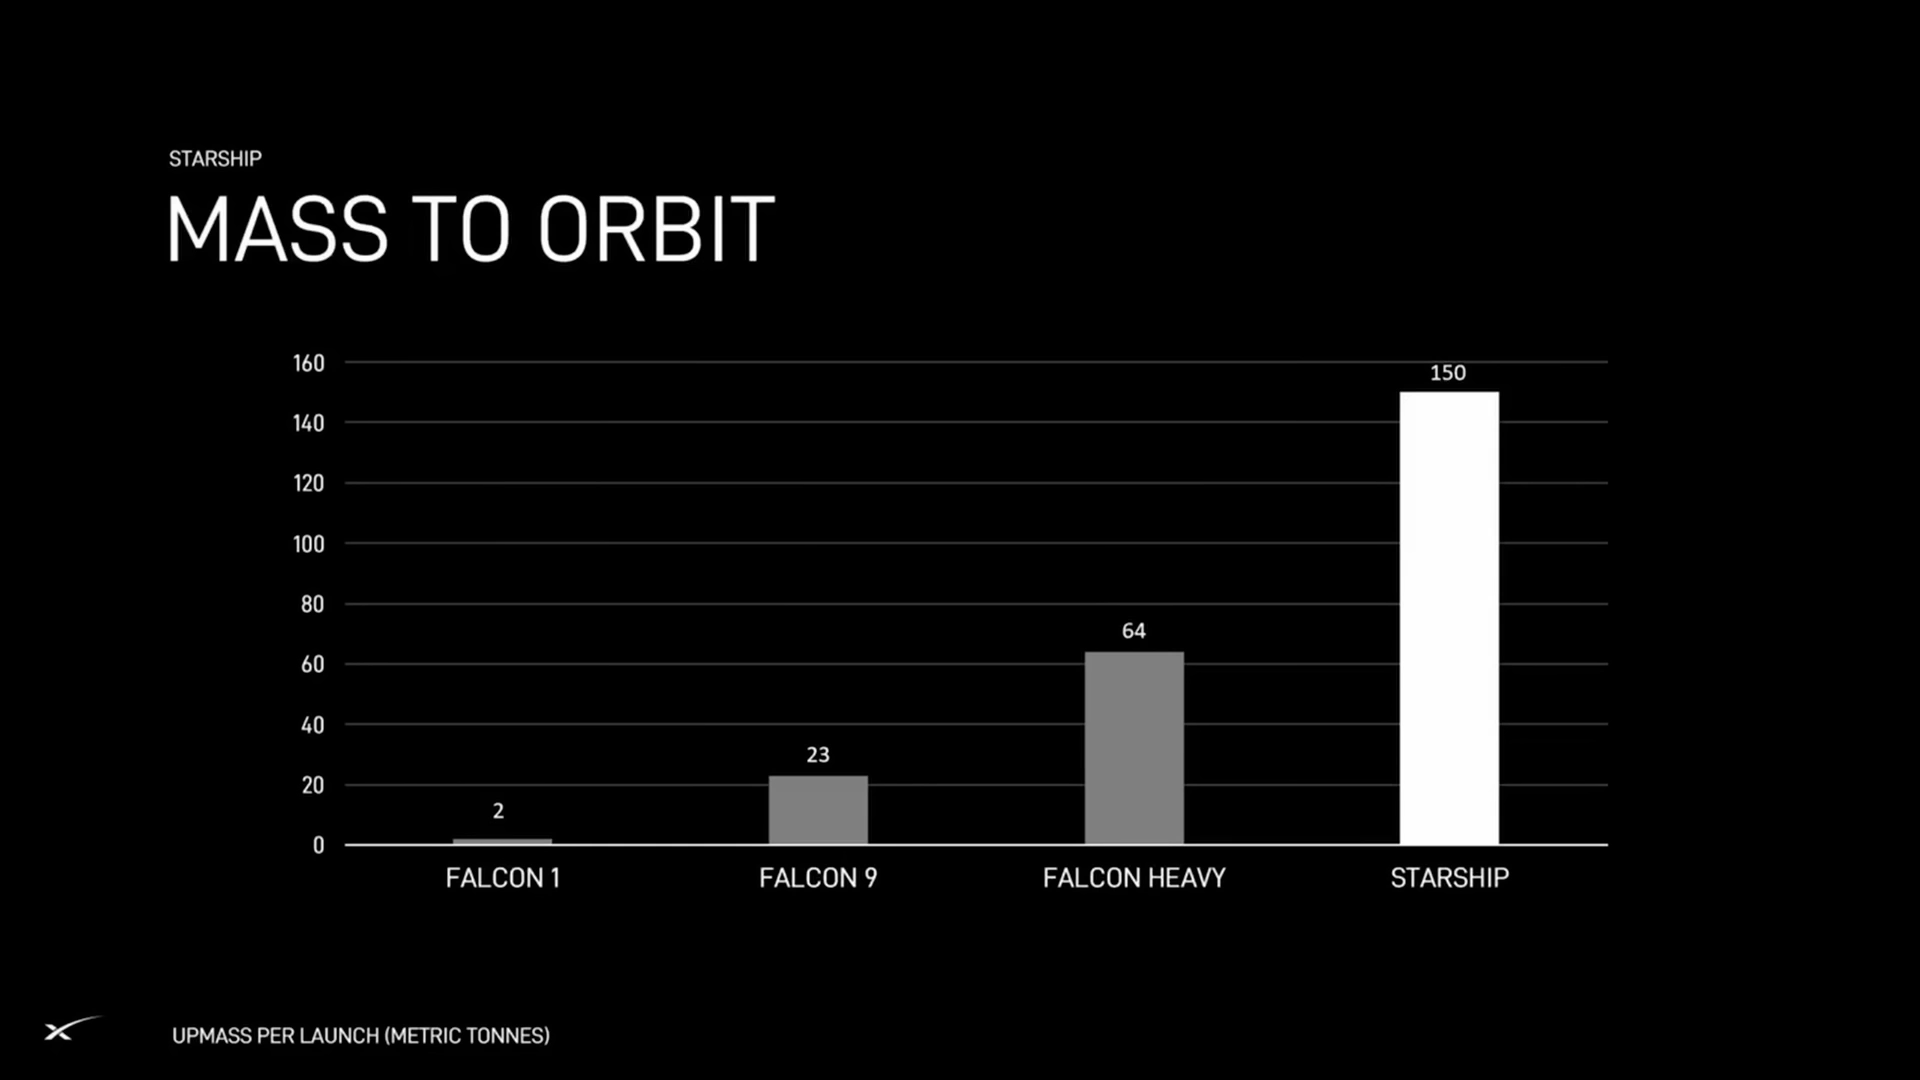 STARSHIP
MASS TO ORBIT
160
140
120
100
80
60
40
20
0
2
23
64
150
FALCON 1
FALCON 9
FALCON HEAVY
STARSHIP
UPMASS PER LAUNCH (METRIC TONNES)